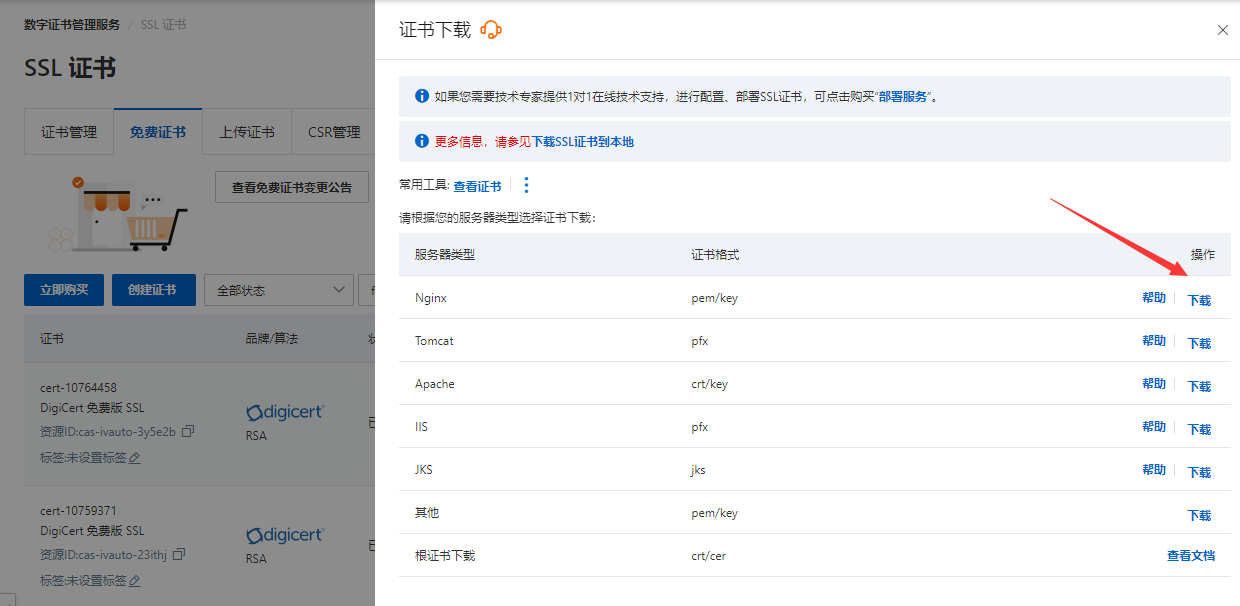 数字证书管理服务 / SSL 证书
SSL 证书
证书管理
免费证书
上传证书
CSR管理
查看免费证书变更公告
立即购买
创建证书
全部状态
证书
品牌/算法
cert-10764458
DigiCert 免费版 SSL
资源ID:cas-ivauto-3y5e2b
标签:未设置标签
digicert
RSA
cert-10759371
DigiCert 免费版 SSL
资源ID:cas-ivauto-23ithj
标签:未设置标签
digicert
RSA
证书下载
如果您需要技术专家提供1对1在线技术支持，进行配置、部署SSL证书，可点击购买“部署服务”。
更多信息，请参见下载SSL证书到本地
常用工具: 查看证书
请根据您的服务器类型选择证书下载:
服务器类型 证书格式 操作
Nginx pem/key 帮助 下载
Tomcat pfx 帮助 下载
Apache crt/key 帮助 下载
IIS pfx 帮助 下载
JKS jks 帮助 下载
其他 pem/key 下载
根证书下载 crt/cer 查看文档